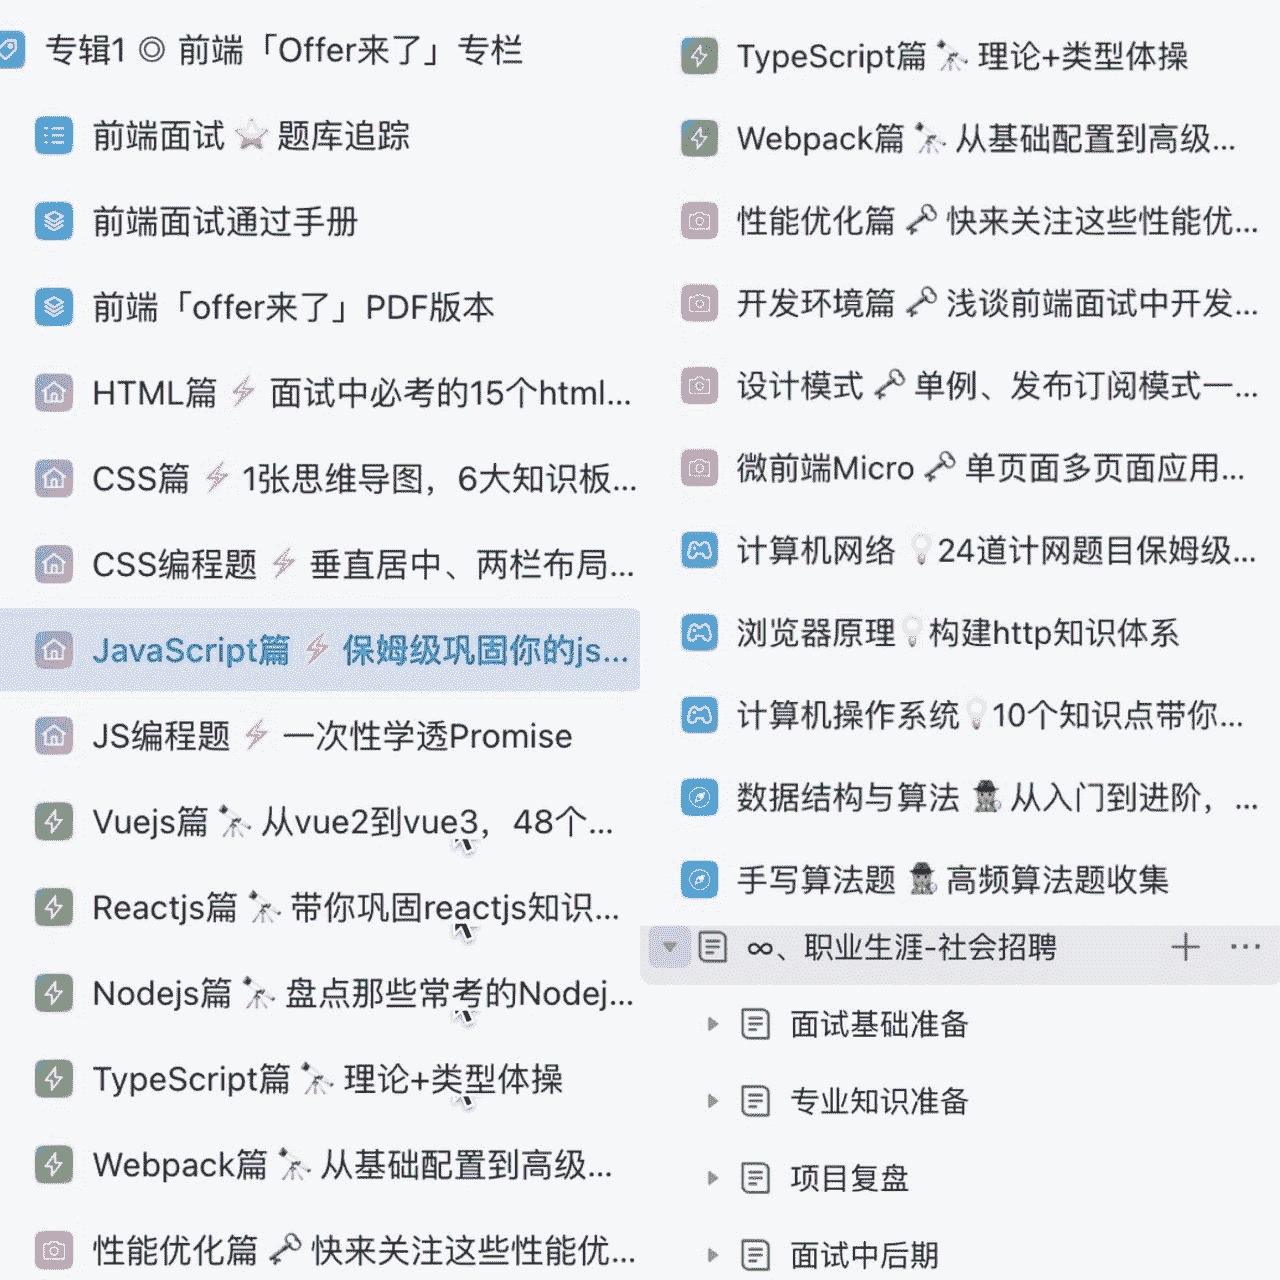 专辑1 ◎ 前端「Offer来了」专栏
前端面试 ⭐ 题库追踪
前端面试通过手册
前端「offer来了」PDF版本
HTML篇 ⚡ 面试中必考的15个html...
CSS篇 ⚡ 1张思维导图，6大知识板...
CSS编程题 ⚡ 垂直居中、两栏布局...
JavaScript篇 ⚡ 保姆级巩固你的js...
JS编程题 ⚡ 一次性学透Promise
Vuejs篇 🔭 从vue2到vue3，48个...
Reactjs篇 🔭 带你巩固reactjs知识...
Nodejs篇 🔭 盘点那些常考的Nodej...
TypeScript篇 🔭 理论+类型体操
Webpack篇 🔭 从基础配置到高级...
性能优化篇 🗝 快来关注这些性能优...
TypeScript篇 🔭 理论+类型体操
Webpack篇 🔭 从基础配置到高级...
性能优化篇 🗝 快来关注这些性能优...
开发环境篇 🗝 浅谈前端面试中开发...
设计模式 🗝 单例、发布订阅模式一...
微前端Micro 🗝 单页面多页面应用...
计算机网络 💡24道计网题目保姆级...
浏览器原理💡构建http知识体系
计算机操作系统💡10个知识点带你...
数据结构与算法 🕵 从入门到进阶，...
手写算法题 🕵 高频算法题收集
∞、职业生涯-社会招聘
面试基础准备
专业知识准备
项目复盘
面试中后期